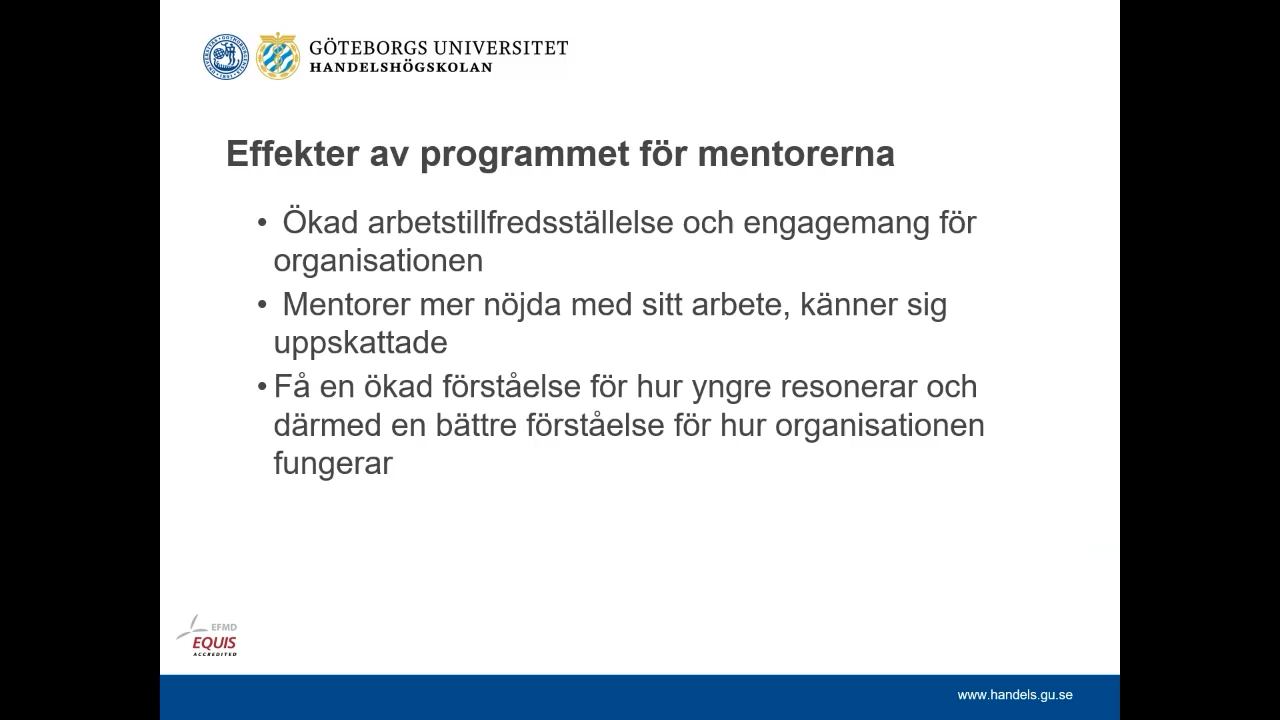 GÖTEBORGS UNIVERSITET
HANDELSHÖGSKOLAN
Effekter av programmet för mentorerna
• Ökad arbetstillfredsställelse och engagemang för
organisationen
• Mentorer mer nöjda med sitt arbete, känner sig
uppskattade
• Få en ökad förståelse för hur yngre resonerar och
därmed en bättre förståelse för hur organisationen
fungerar
EFMD
EQUIS
ACCREDITED
www.handels.gu.se